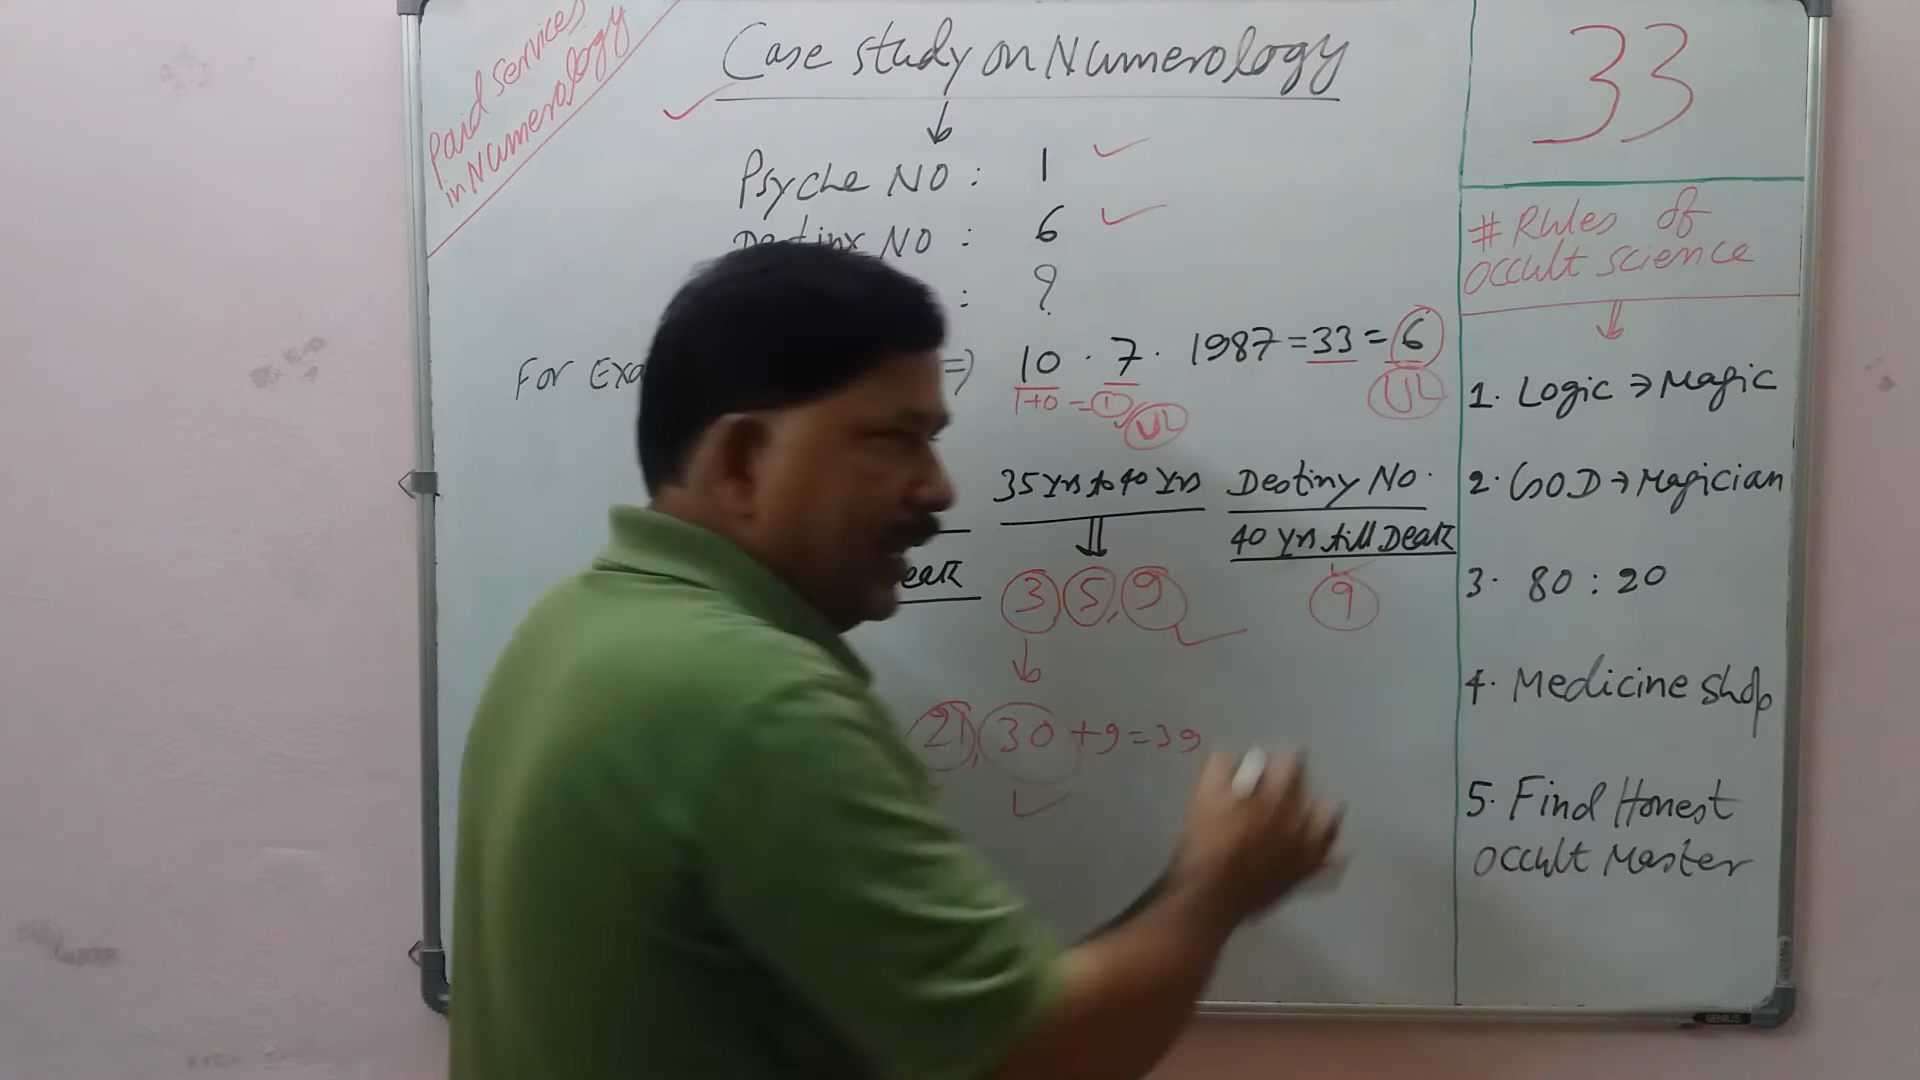 Paid Services
in Numerology
Case study on Numerology
Psyche NO : 1
Destiny NO : 6
: ?
For Exa => 10 . 7 . 1987 = 33 = 6
1+0 = 1, UL
UL
35 Yrs to 40 Yrs
Destiny No.
40 Yrs till Death
eath
3, 5, 9
9
21, 30 + 9 = 39
33
# Rules of
occult science
1. Logic → Magic
2. GOD → Magician
3. 80 : 20
4. Medicine Shop
5. Find Honest
Occult Master
GENIUS